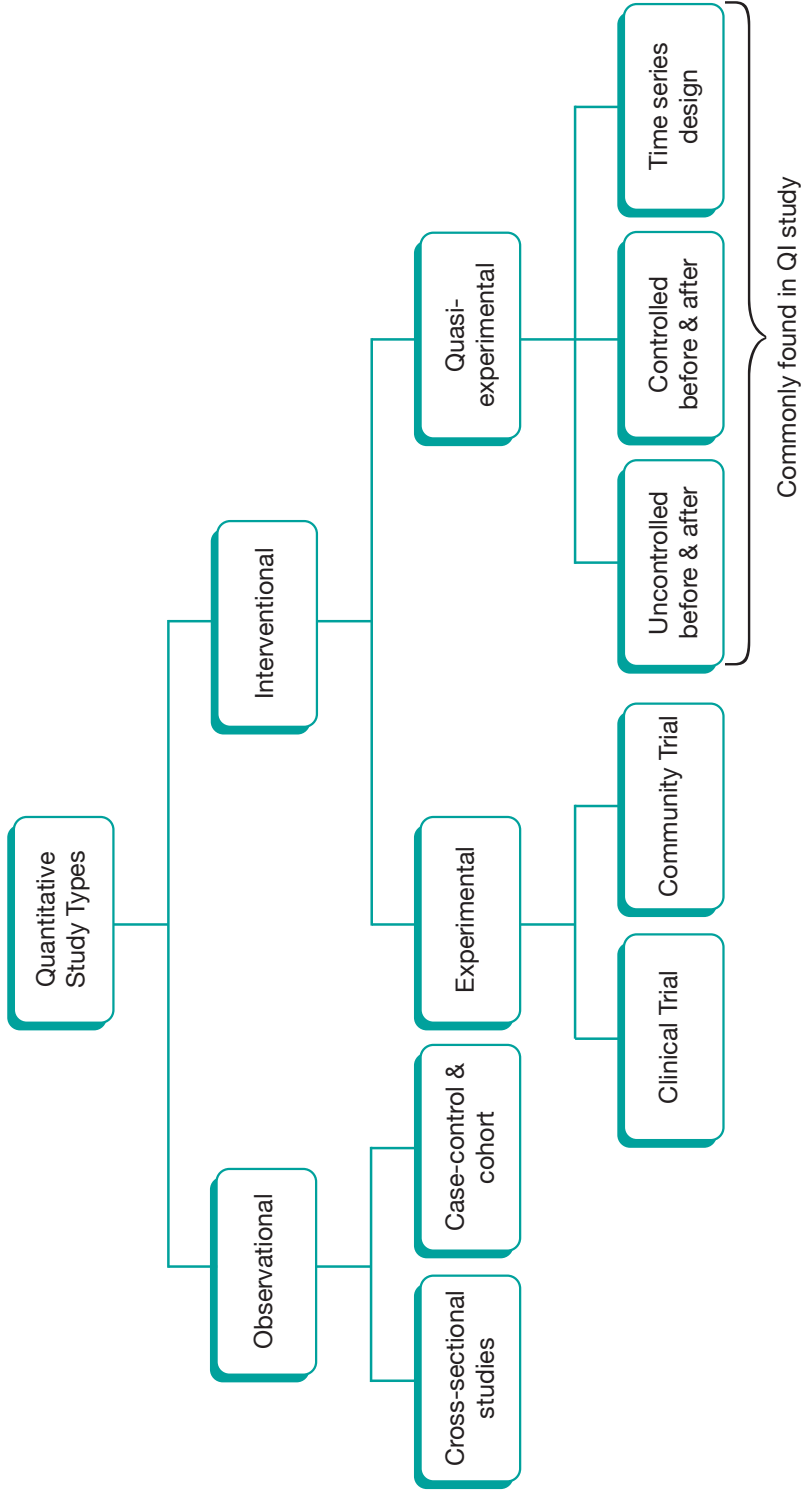 Quantitative
Study Types
Observational
Interventional
Cross-sectional
studies
Case-control &
cohort
Experimental
Quasi-
experimental
Clinical Trial
Community Trial
Uncontrolled
before & after
Controlled
before & after
Time series
design
Commonly found in QI study